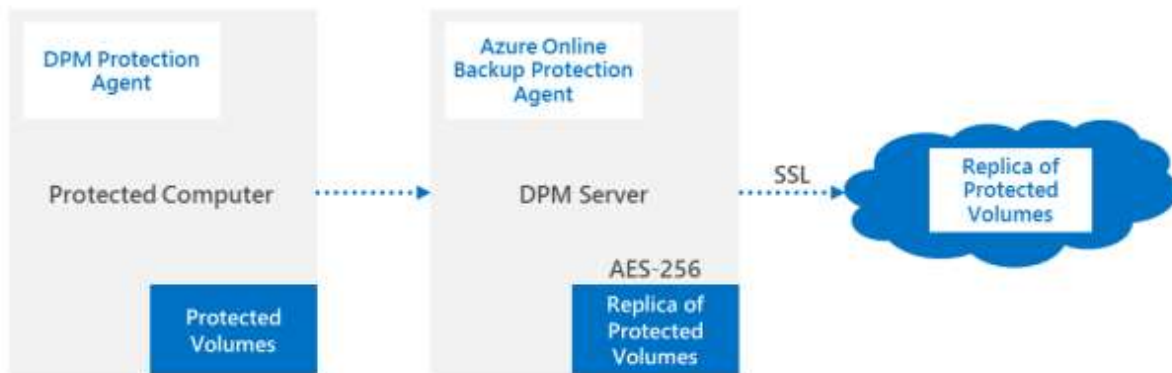 DPM Protection
Agent
Protected Computer
Protected
Volumes
Azure Online
Backup Protection
Agent
DPM Server
AES-256
Replica of
Protected
Volumes
SSL
Replica of
Protected
Volumes